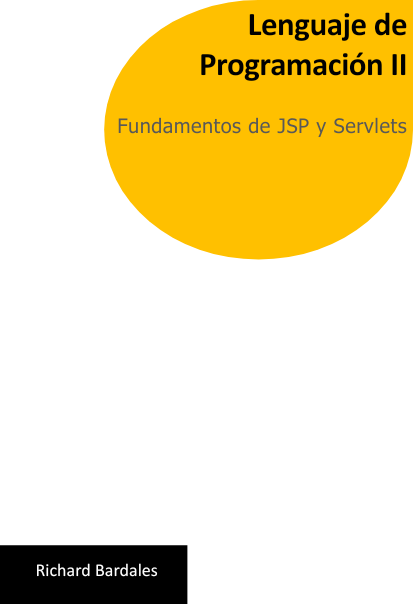 Lenguaje de
Programación II
Fundamentos de JSP y Servlets
Richard Bardales